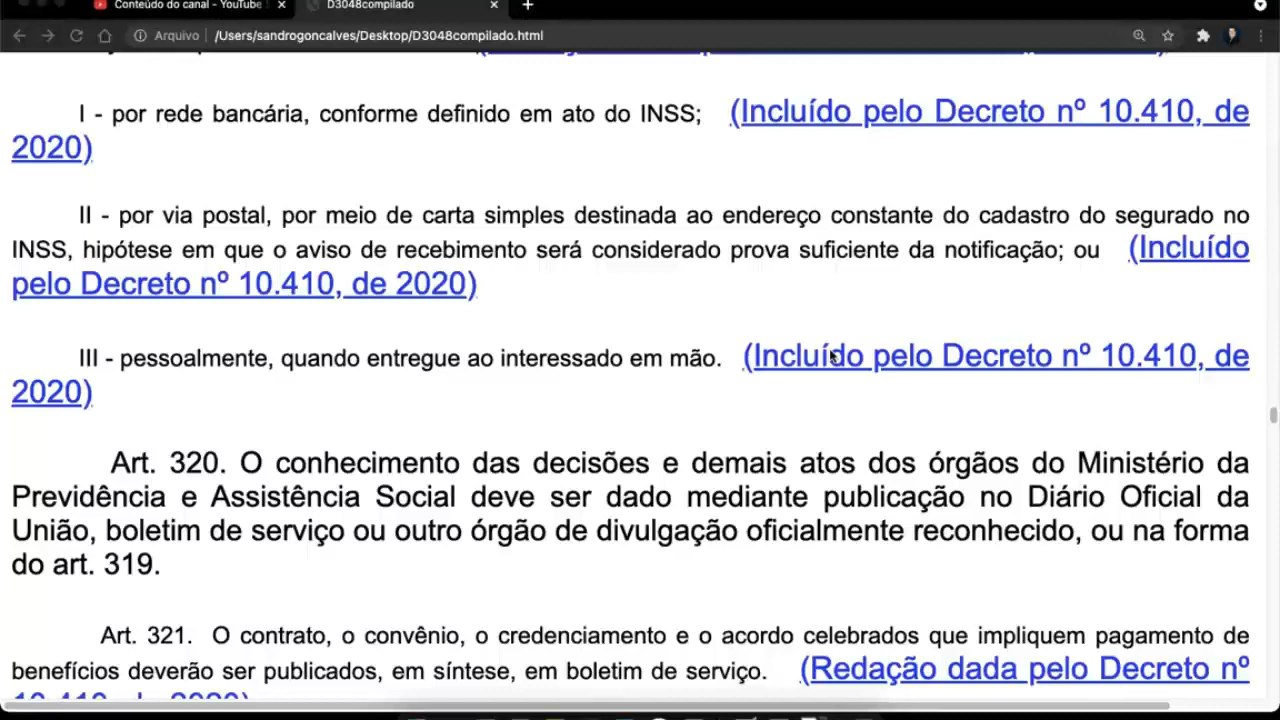 Conteúdo do canal - YouTube
D3048compilado
Arquivo | /Users/sandrogoncalves/Desktop/D3048compilado.html
I - por rede bancária, conforme definido em ato do INSS; (Incluído pelo Decreto nº 10.410, de
2020)
II - por via postal, por meio de carta simples destinada ao endereço constante do cadastro do segurado no
INSS, hipótese em que o aviso de recebimento será considerado prova suficiente da notificação; ou (Incluído
pelo Decreto nº 10.410, de 2020)
III - pessoalmente, quando entregue ao interessado em mão. (Incluído pelo Decreto nº 10.410, de
2020)
Art. 320. O conhecimento das decisões e demais atos dos órgãos do Ministério da
Previdência e Assistência Social deve ser dado mediante publicação no Diário Oficial da
União, boletim de serviço ou outro órgão de divulgação oficialmente reconhecido, ou na forma
do art. 319.
Art. 321. O contrato, o convênio, o credenciamento e o acordo celebrados que impliquem pagamento de
benefícios deverão ser publicados, em síntese, em boletim de serviço. (Redação dada pelo Decreto nº
10.410, de 2020)